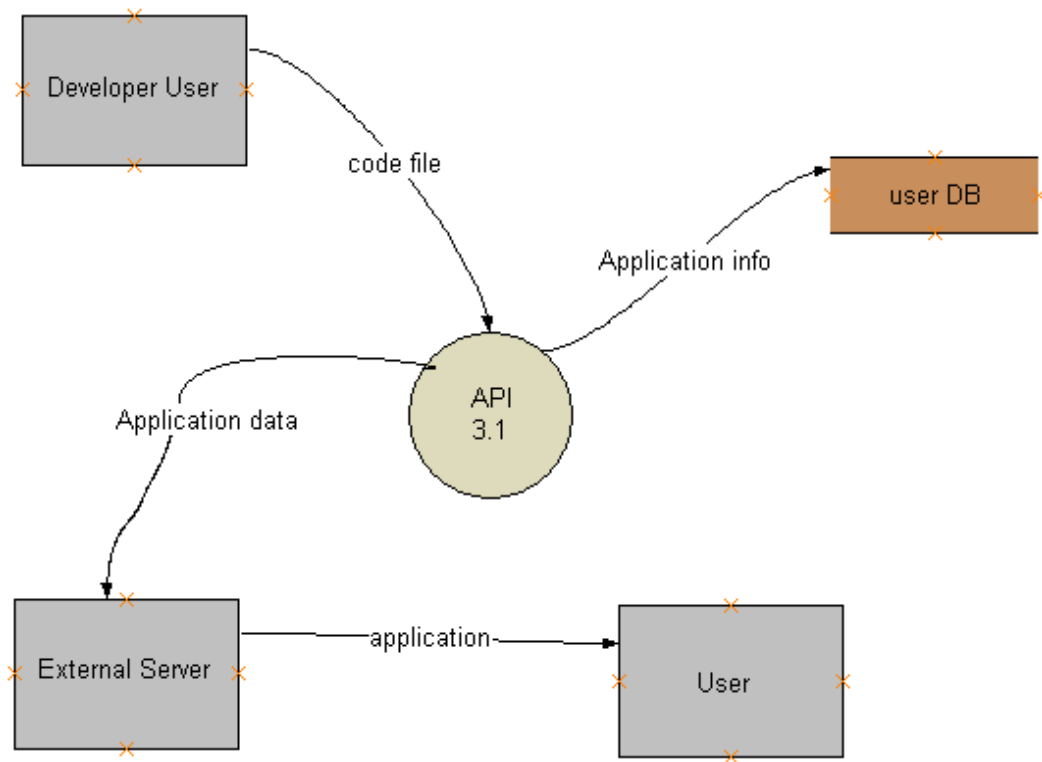 Developer User
code file
user DB
Application info
API
3.1
Application data
External Server
application
User